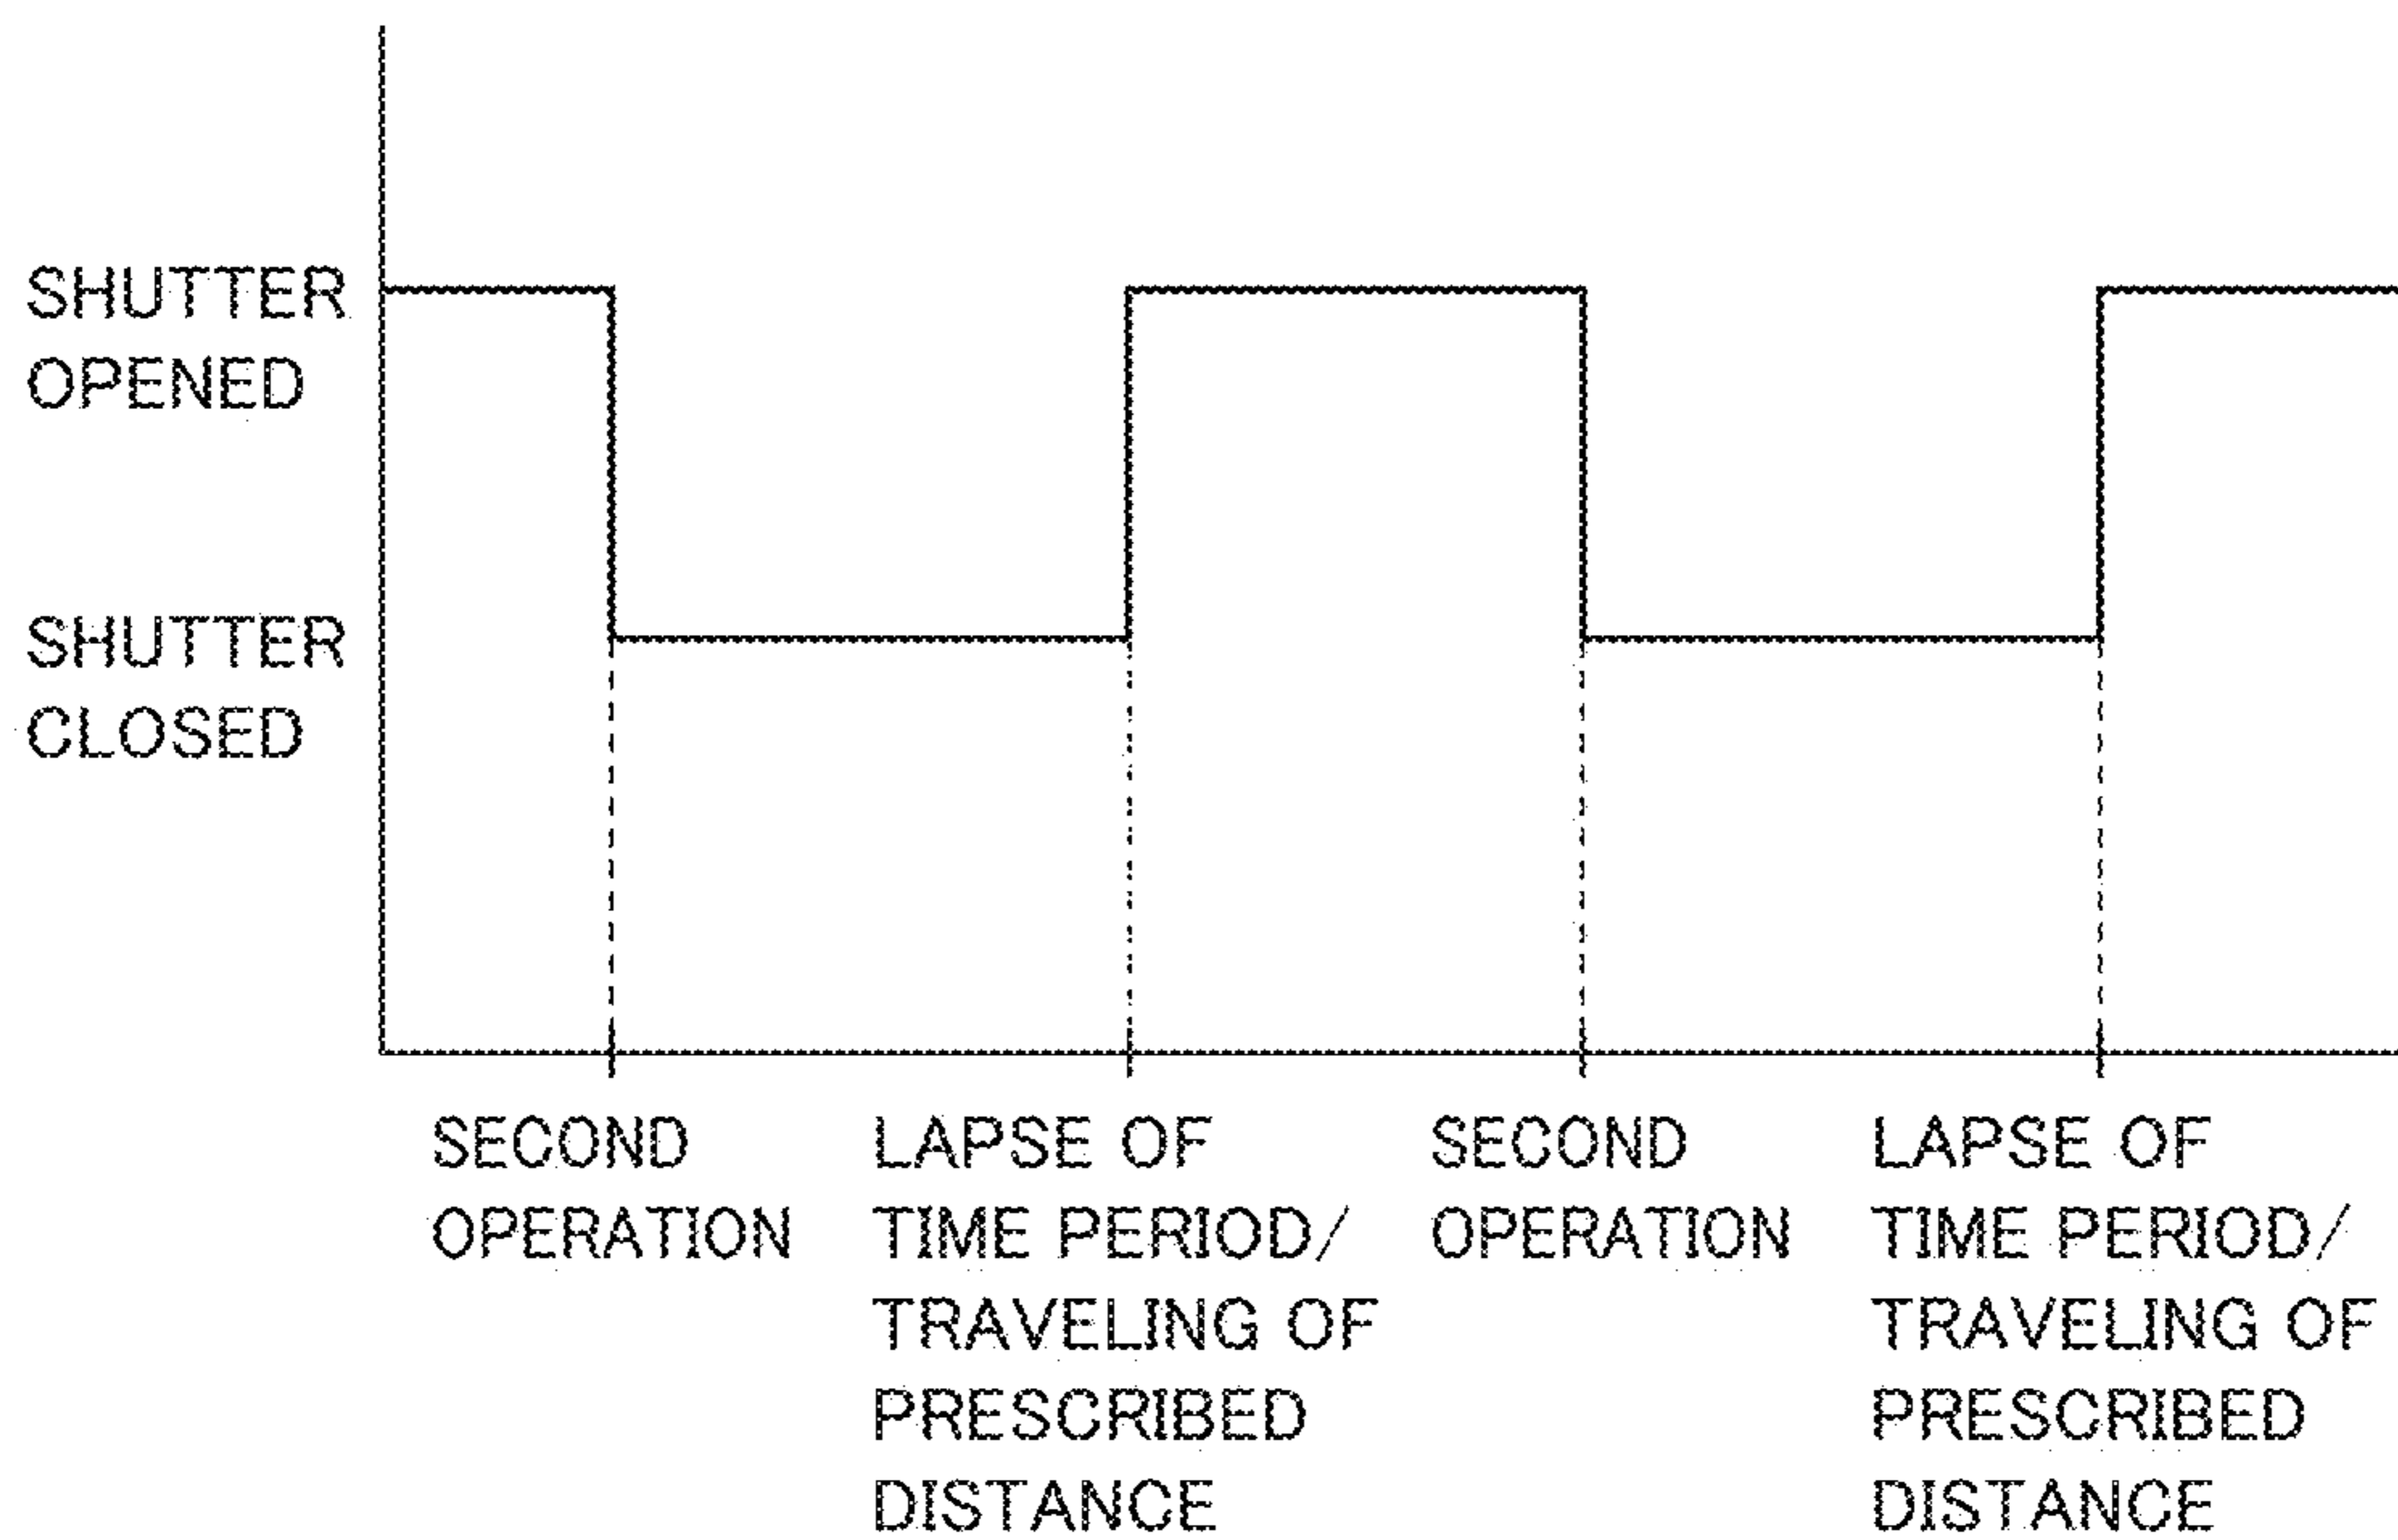 SHUTTER
OPENED
SHUTTER
CLOSED
SECOND
OPERATION
LAPSE OF
TIME PERIOD/
TRAVELING OF
PRESCRIBED
DISTANCE
SECOND
OPERATION
LAPSE OF
TIME PERIOD/
TRAVELING OF
PRESCRIBED
DISTANCE